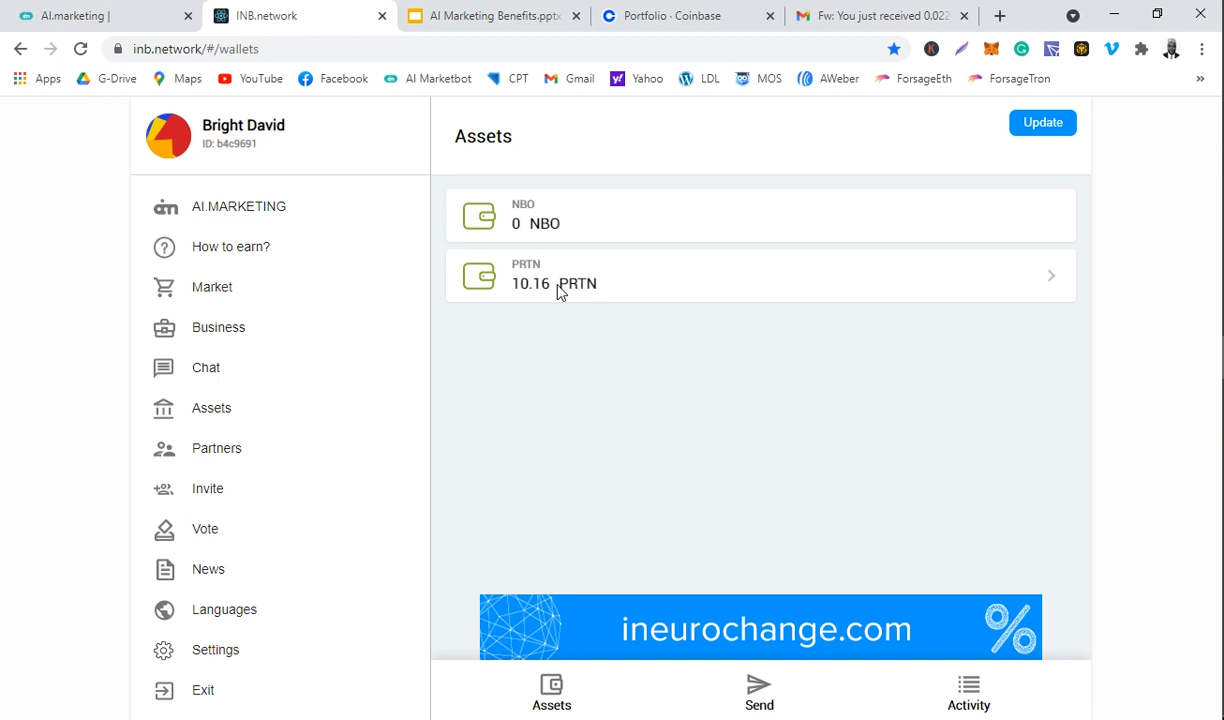 AI.marketing |
INB.network
AI Marketing Benefits.pptx
Portfolio - Coinbase
Fw: You just received 0.022
inb.network/#/wallets
Apps
G-Drive
Maps
YouTube
Facebook
AI Marketbot
CPT
Gmail
Yahoo
LDL
MOS
AWeber
ForsageEth
ForsageTron
»
Bright David
ID: b4c9691
Assets
Update
AI.MARKETING
How to earn?
Market
Business
Chat
Assets
Partners
Invite
Vote
News
Languages
Settings
Exit
NBO
0 NBO
PRTN
10.16 PRTN
ineurochange.com
Assets
Send
Activity